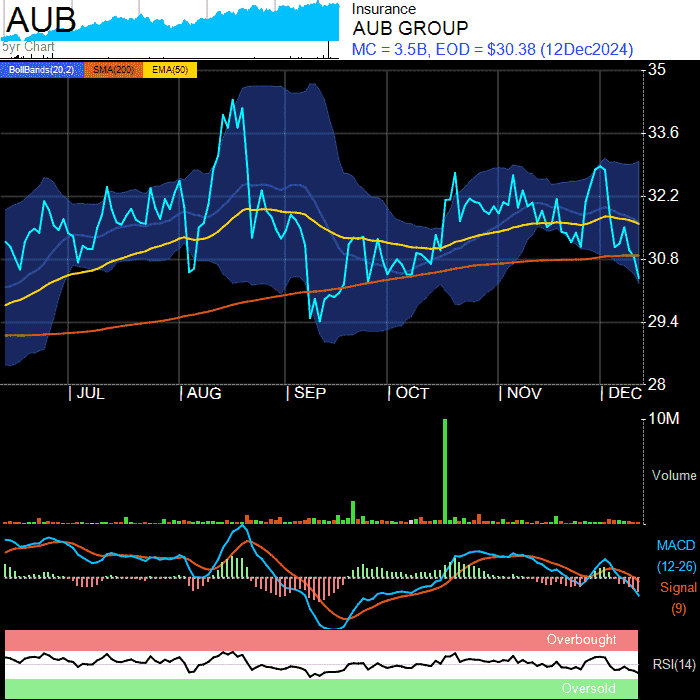 AUB
5yr Chart
Insurance
AUB GROUP
MC = 3.5B, EOD = $30.38 (12Dec2024)
BollBands(20,2) SMA(200) EMA(50)
35
33.6
32.2
30.8
29.4
28
| JUL | AUG | SEP | OCT | NOV | DEC
10M
Volume
MACD
(12-26)
Signal
(9)
Overbought
RSI(14)
Oversold